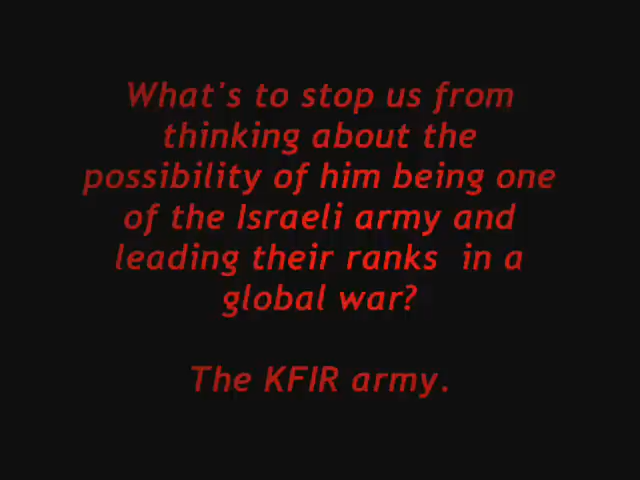 What's to stop us from
thinking about the
possibility of him being one
of the Israeli army and
leading their ranks  in a
global war?
The KFIR army.